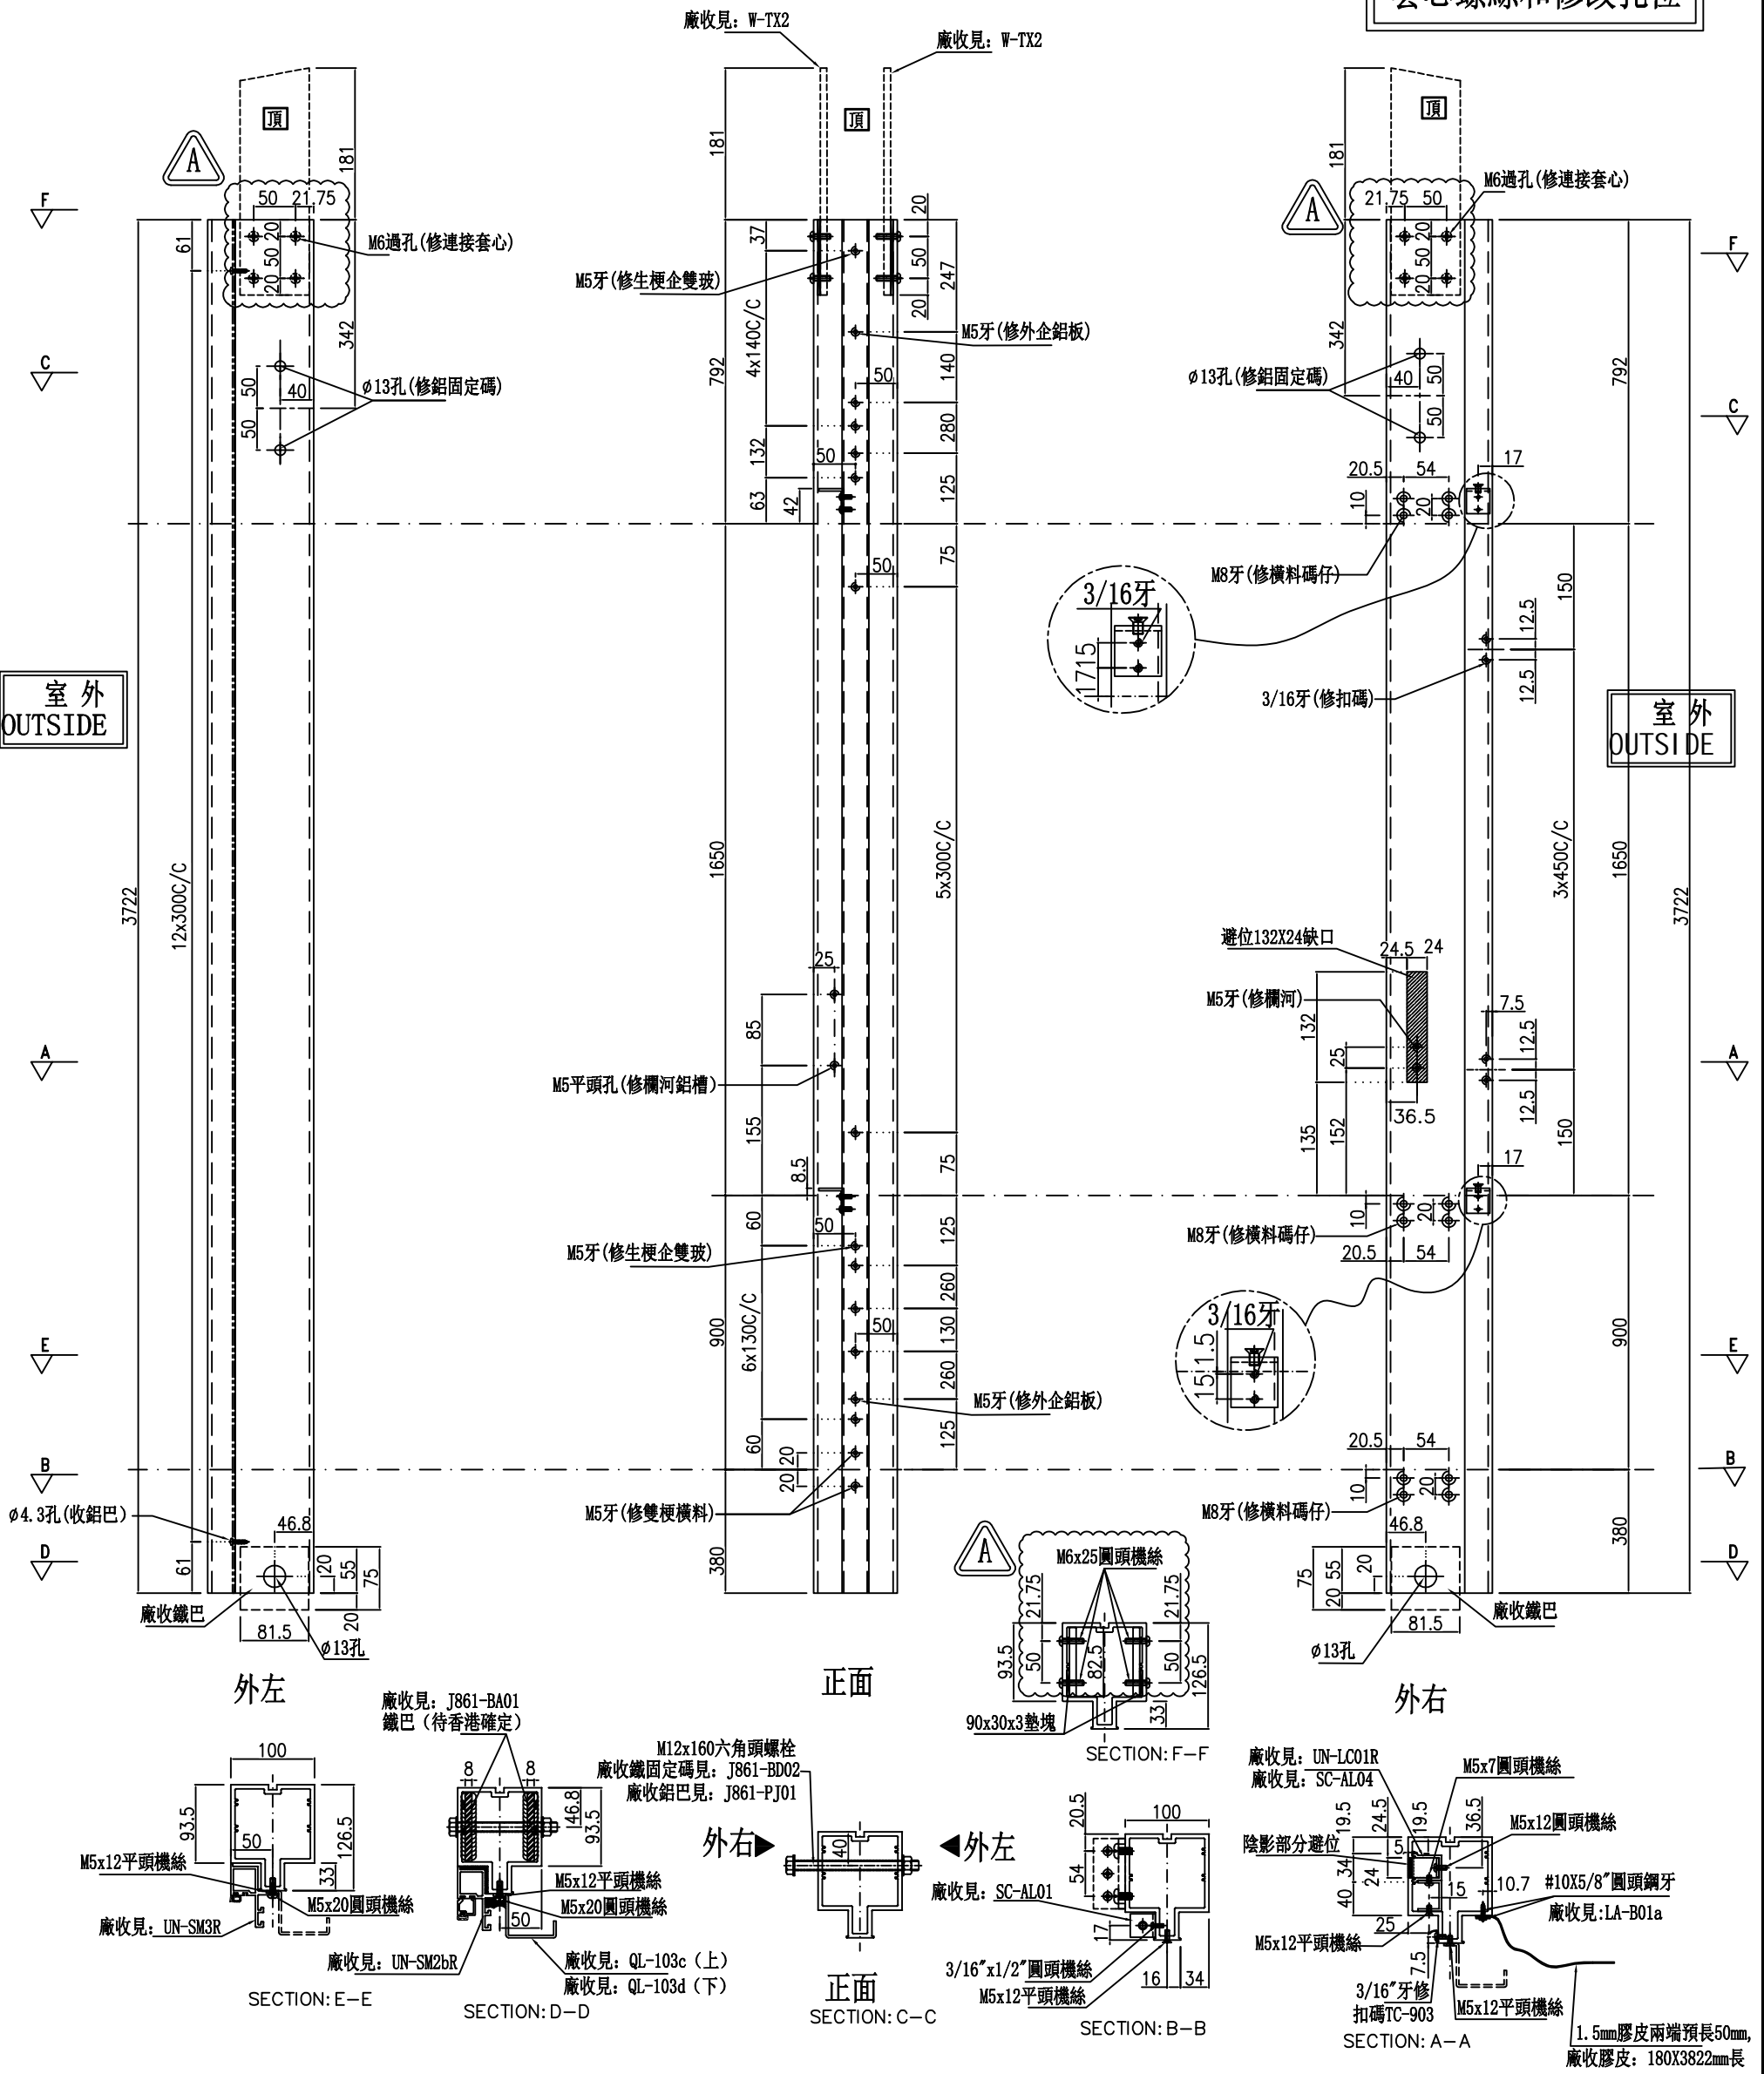 廠收見: W-TX2
廠收見: W-TX2
頂
頂
頂
A
A
181
181
181
F
F
50 21.75
20 50 20
61
M6過孔(修連接套心)
342
C
C
50
50
40
ϕ13孔(修鋁固定碼)
室 外
OUTSIDE
3722
12x300C/C
A
A
E
E
B
B
ϕ4.3孔(收鋁巴)
D
D
61
46.8
20
55
75
20
81.5
廠收鐵巴
ϕ13孔
外左
37
M5牙(修生梗企雙玻)
4x140C/C
792
132
63
42
50
20
50
20
247
M5牙(修外企鋁板)
140
50
280
125
75
50
1650
5x300C/C
25
85
M5平頭孔(修欄河鋁槽)
155
8.5
75
60
50
125
M5牙(修生梗企雙玻)
260
6x130C/C
900
50
130
260
M5牙(修外企鋁板)
60
20 20
125
M5牙(修雙梗橫料)
380
正面
21.75 50
M6過孔(修連接套心)
20 50 20
342
792
ϕ13孔(修鋁固定碼)
40
50
50
20.5 54
17
10
20
M8牙(修橫料碼仔)
3/16牙
1715
150
12.5
12.5
3/16牙(修扣碼)
室 外
OUTSIDE
3x450C/C
1650
3722
避位132X24缺口
24.5 24
M5牙(修欄河)
132
25
7.5
12.5
12.5
36.5
135
152
150
17
10
20
M8牙(修橫料碼仔)
20.5 54
3/16牙
151.5
900
20.5 54
10
20
M8牙(修橫料碼仔)
46.8
380
75
55
20
20
81.5
廠收鐵巴
ϕ13孔
外右
A
M6x25圓頭機絲
21.75
21.75
93.5
50
82.5
50
126.5
33
90x30x3墊塊
SECTION: F-F
100
93.5
50
126.5
33
M5x12平頭機絲
M5x20圓頭機絲
廠收見: UN-SM3R
SECTION: E-E
廠收見: J861-BA01
鐵巴（待香港確定）
8
8
46.8
93.5
M5x12平頭機絲
M5x20圓頭機絲
50
廠收見: UN-SM2bR
廠收見: QL-103c（上）
廠收見: QL-103d（下）
SECTION: D-D
M12x160六角頭螺栓
廠收鐵固定碼見: J861-BD02
廠收鋁巴見: J861-PJ01
外右
外左
40
正面
SECTION: C-C
20.5
100
54
廠收見: SC-AL01
17
3/16"x1/2"圓頭機絲
16 34
M5x12平頭機絲
SECTION: B-B
廠收見: UN-LC01R
廠收見: SC-AL04
M5x7圓頭機絲
19.5
24.5
19.5
36.5
M5x12圓頭機絲
陰影部分避位
5
34
24
40
15
10.7
#10X5/8"圓頭鋼牙
廠收見:LA-B01a
25
M5x12平頭機絲
7.5
3/16"牙修
扣碼TC-903
M5x12平頭機絲
SECTION: A-A
1.5mm膠皮兩端預長50mm,
廠收膠皮: 180X3822mm長